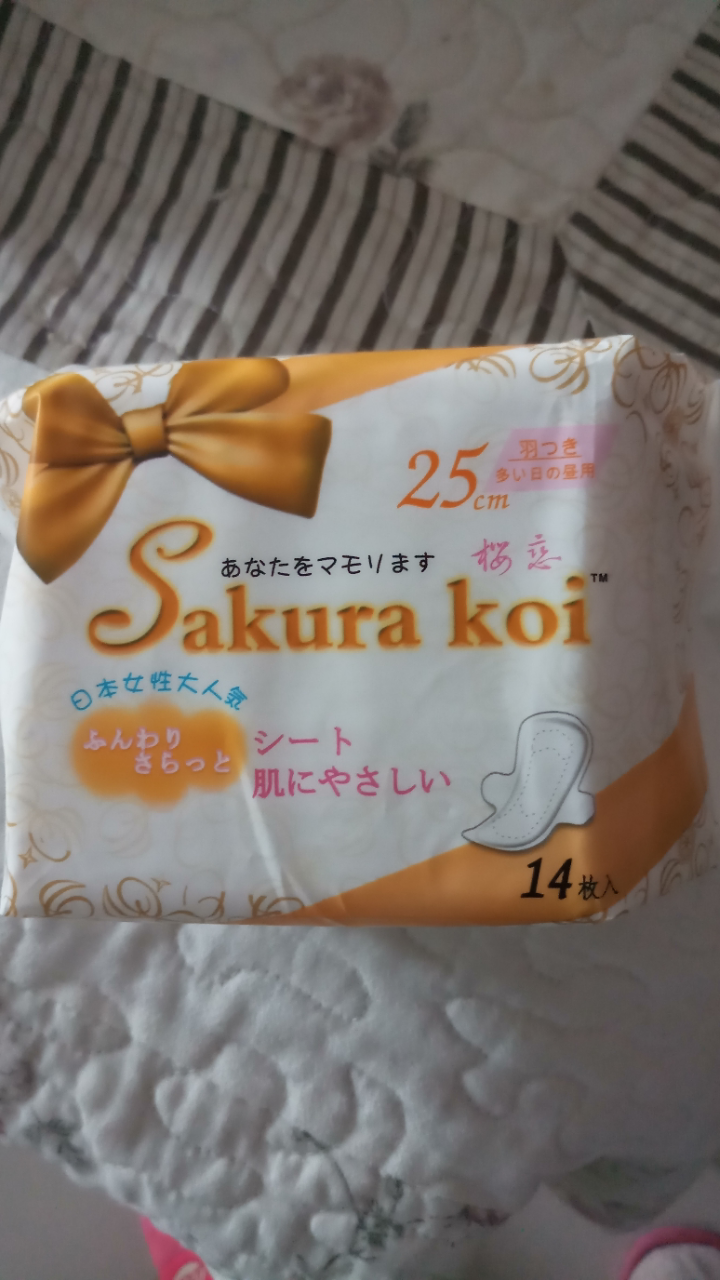 25cm
羽つき
多い日の昼用
あなたをマモリます
桜恋
Sakura koi™
日本女性大人気
ふんわり
さらっと
シート
肌にやさしい
14枚入